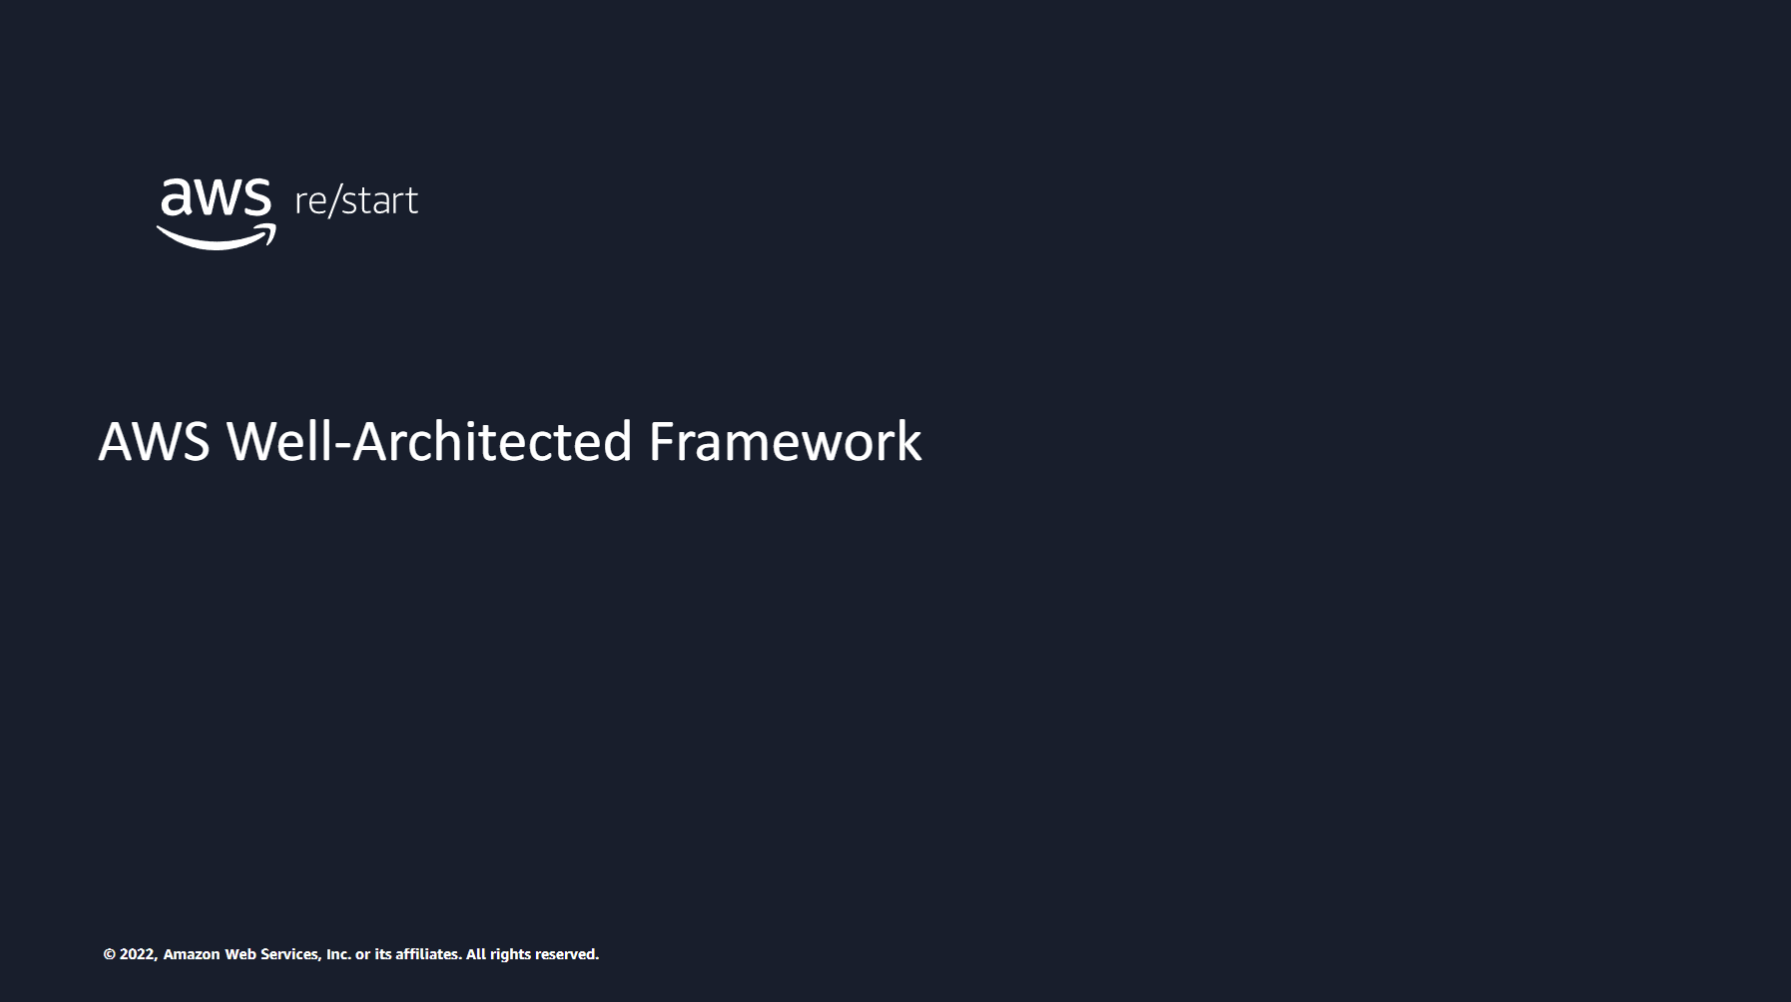 aws re/start
AWS Well-Architected Framework
© 2022, Amazon Web Services, Inc. or its affiliates. All rights reserved.